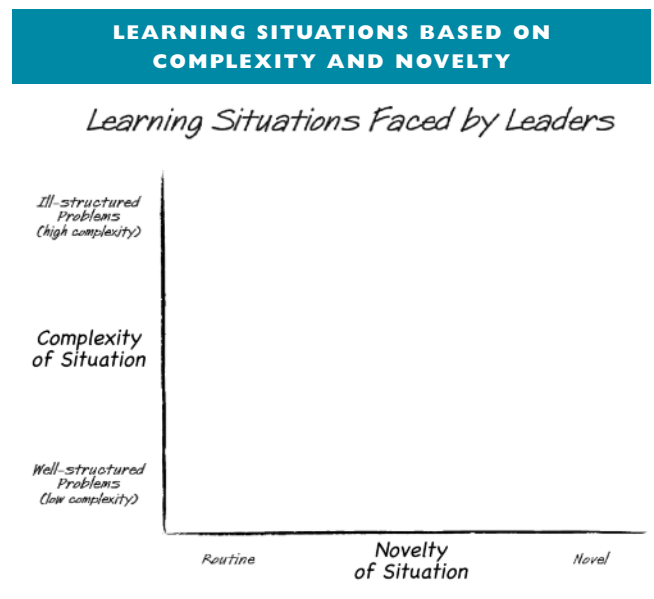 LEARNING SITUATIONS BASED ON
COMPLEXITY AND NOVELTY
Learning Situations Faced by Leaders
Ill-structured
Problems
(high complexity)
Complexity
of Situation
Well-structured
Problems
(low complexity)
Routine
Novelty
of Situation
Novel